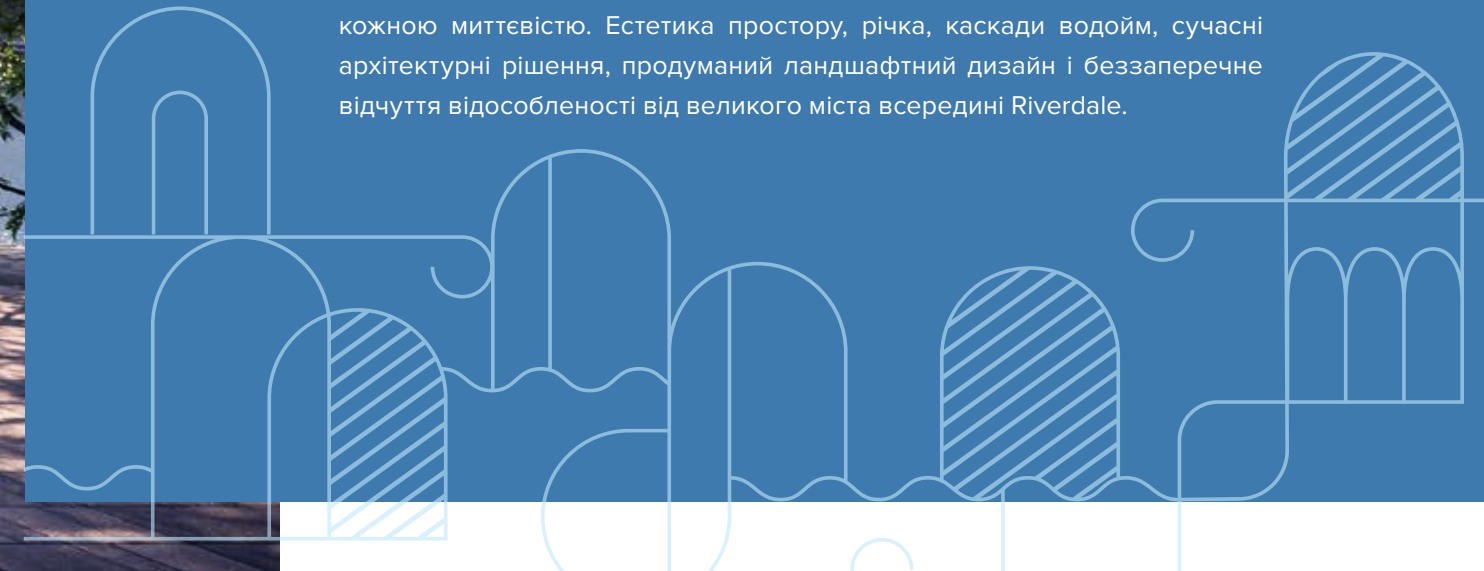 кожною миттєвістю. Естетика простору, річка, каскади водойм, сучасні
архітектурні рішення, продуманий ландшафтний дизайн і беззаперечне
відчуття відособленості від великого міста всередині Riverdale.